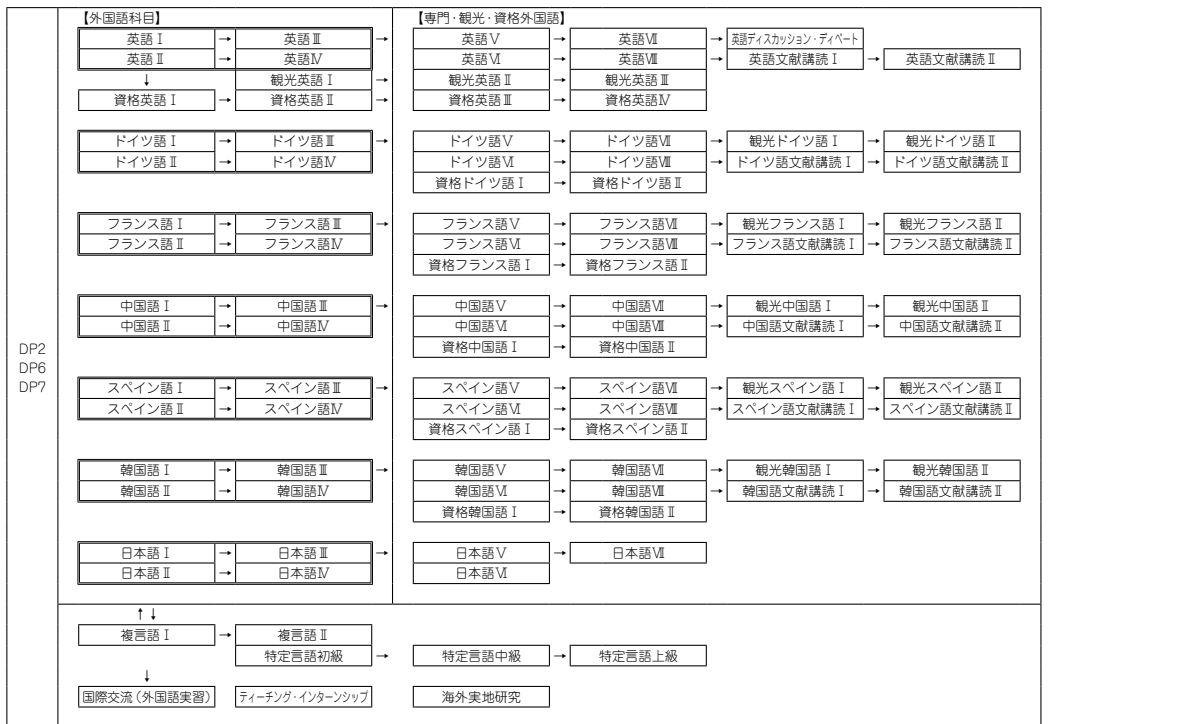 【外国語科目】 【専門・観光・資格外国語】
英語Ⅰ → 英語Ⅲ → 英語Ⅴ → 英語Ⅶ → 英語ディスカッション・ディベート
英語Ⅱ → 英語Ⅳ 英語Ⅵ → 英語Ⅷ → 英語文献講読Ⅰ → 英語文献講読Ⅱ
↓ 観光英語Ⅰ → 観光英語Ⅱ → 観光英語Ⅲ
資格英語Ⅰ → 資格英語Ⅱ → 資格英語Ⅲ → 資格英語Ⅳ
ドイツ語Ⅰ → ドイツ語Ⅲ → ドイツ語Ⅴ → ドイツ語Ⅶ → 観光ドイツ語Ⅰ → 観光ドイツ語Ⅱ
ドイツ語Ⅱ → ドイツ語Ⅳ ドイツ語Ⅵ → ドイツ語Ⅷ → ドイツ語文献講読Ⅰ → ドイツ語文献講読Ⅱ
資格ドイツ語Ⅰ → 資格ドイツ語Ⅱ
フランス語Ⅰ → フランス語Ⅲ → フランス語Ⅴ → フランス語Ⅶ → 観光フランス語Ⅰ → 観光フランス語Ⅱ
フランス語Ⅱ → フランス語Ⅳ フランス語Ⅵ → フランス語Ⅷ → フランス語文献講読Ⅰ → フランス語文献講読Ⅱ
資格フランス語Ⅰ → 資格フランス語Ⅱ
中国語Ⅰ → 中国語Ⅲ → 中国語Ⅴ → 中国語Ⅶ → 観光中国語Ⅰ → 観光中国語Ⅱ
中国語Ⅱ → 中国語Ⅳ 中国語Ⅵ → 中国語Ⅷ → 中国語文献講読Ⅰ → 中国語文献講読Ⅱ
資格中国語Ⅰ → 資格中国語Ⅱ
DP2
DP6
DP7
スペイン語Ⅰ → スペイン語Ⅲ → スペイン語Ⅴ → スペイン語Ⅶ → 観光スペイン語Ⅰ → 観光スペイン語Ⅱ
スペイン語Ⅱ → スペイン語Ⅳ スペイン語Ⅵ → スペイン語Ⅷ → スペイン語文献講読Ⅰ → スペイン語文献講読Ⅱ
資格スペイン語Ⅰ → 資格スペイン語Ⅱ
韓国語Ⅰ → 韓国語Ⅲ → 韓国語Ⅴ → 韓国語Ⅶ → 観光韓国語Ⅰ → 観光韓国語Ⅱ
韓国語Ⅱ → 韓国語Ⅳ 韓国語Ⅵ → 韓国語Ⅷ → 韓国語文献講読Ⅰ → 韓国語文献講読Ⅱ
資格韓国語Ⅰ → 資格韓国語Ⅱ
日本語Ⅰ → 日本語Ⅲ → 日本語Ⅴ → 日本語Ⅶ
日本語Ⅱ → 日本語Ⅳ 日本語Ⅵ
↑↓
複言語Ⅰ → 複言語Ⅱ
特定言語初級 → 特定言語中級 → 特定言語上級
↓
国際交流(外国語実習) ティーチング・インターンシップ 海外実地研究